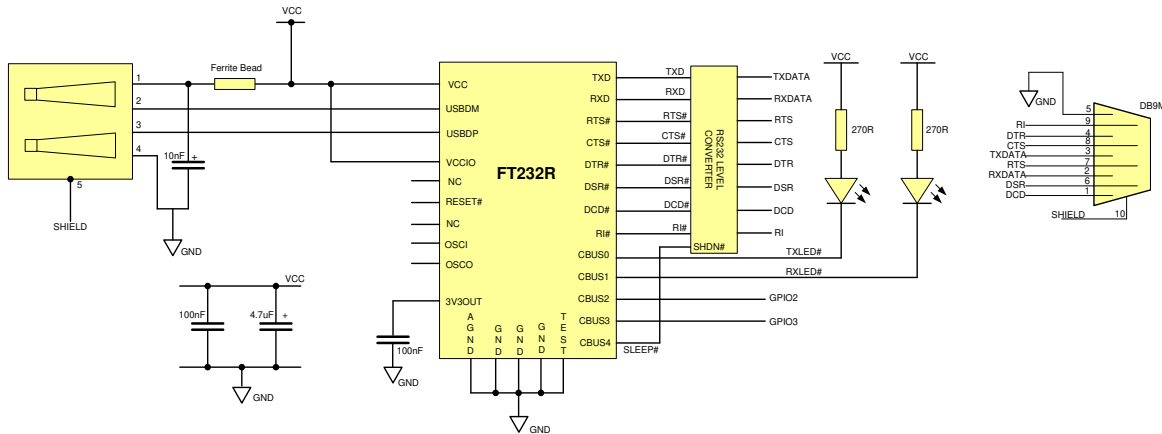 VCC
Ferrite Bead
1
2
3
4
5
SHIELD
10nF +
GND
VCC
100nF
4.7uF +
GND
FT232R
VCC
USBDM
USBDP
VCCIO
NC
RESET#
NC
OSCI
OSCO
3V3OUT
100nF
GND
AGND
GND
GND
GND
TEST
GND
TXD
RXD
RTS#
CTS#
DTR#
DSR#
DCD#
RI#
CBUS0
CBUS1
CBUS2
CBUS3
CBUS4
TXD
RXD
RTS#
CTS#
DTR#
DSR#
DCD#
RI#
SLEEP#
RS232 LEVEL
CONVERTER
SHDN#
TXDATA
RXDATA
RTS
CTS
DTR
DSR
DCD
RI
TXLED#
RXLED#
GPIO2
GPIO3
VCC
270R
VCC
270R
GND
DB9M
5
RI 9
DTR 4
CTS 8
TXDATA 3
RTS 7
RXDATA 2
DSR 6
DCD 1
SHIELD 10